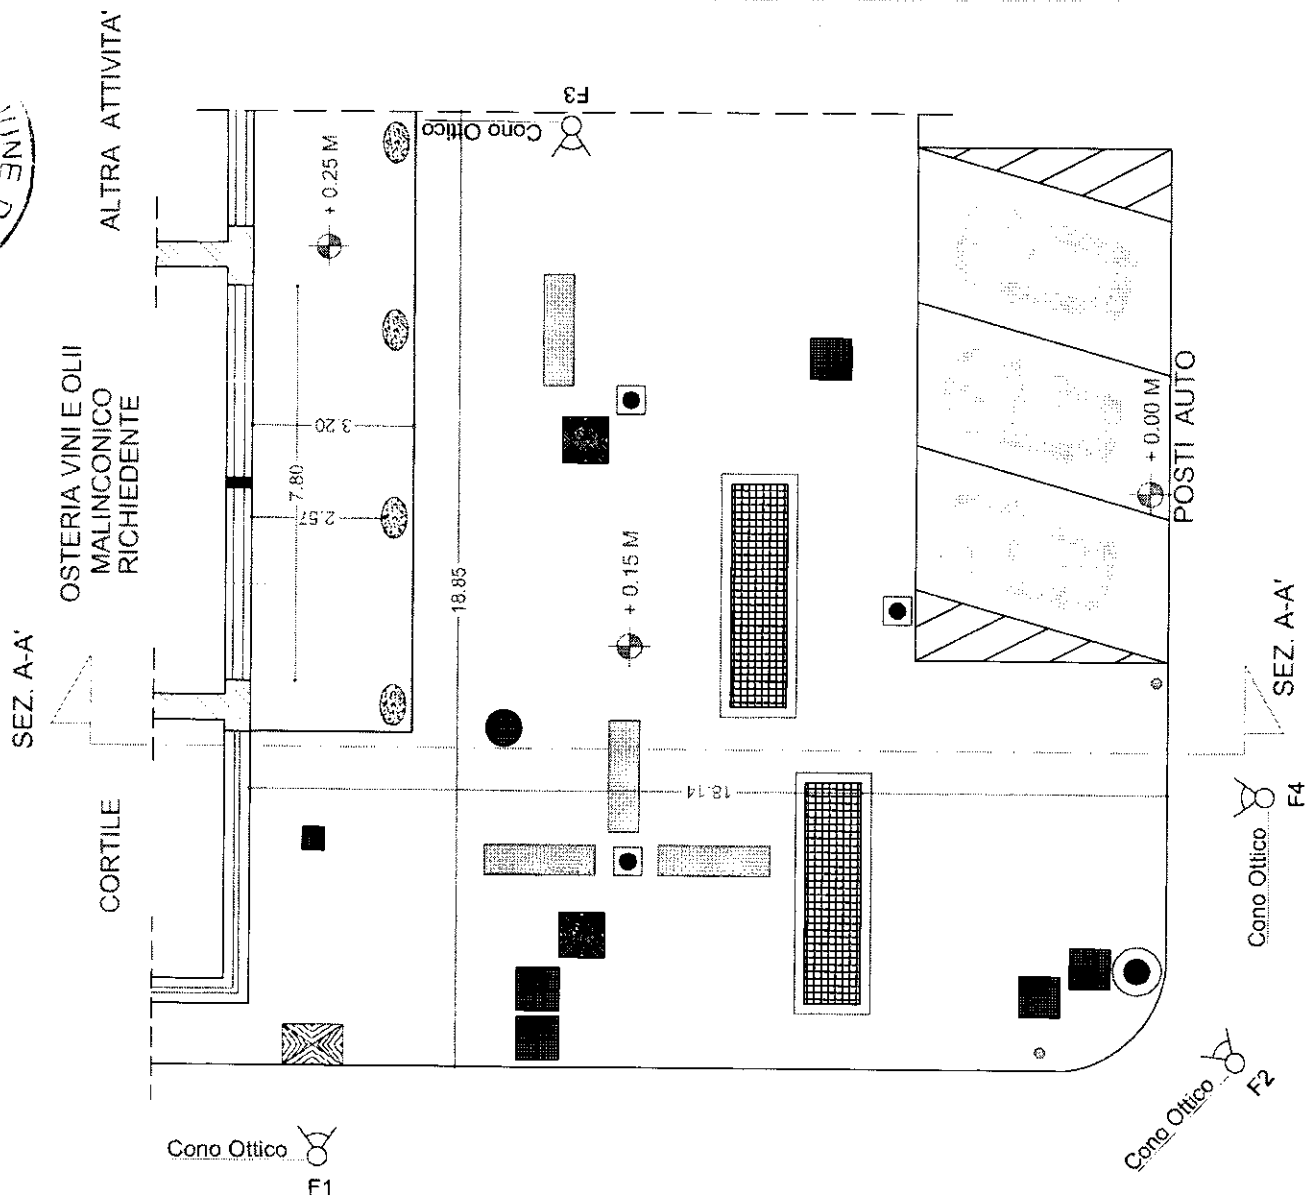 ALTRA ATTIVITA'
OSTERIA VINI E OLII
MALINCONICO
RICHIEDENTE
SEZ. A-A'
CORTILE
+ 0.25 M
3.20
7.80
2.57
18.85
Cono Ottico
F3
+ 0.15 M
18.14
+ 0.00 M
POSTI AUTO
SEZ. A-A'
Cono Ottico
F4
Cono Ottico
F2
Cono Ottico
F1